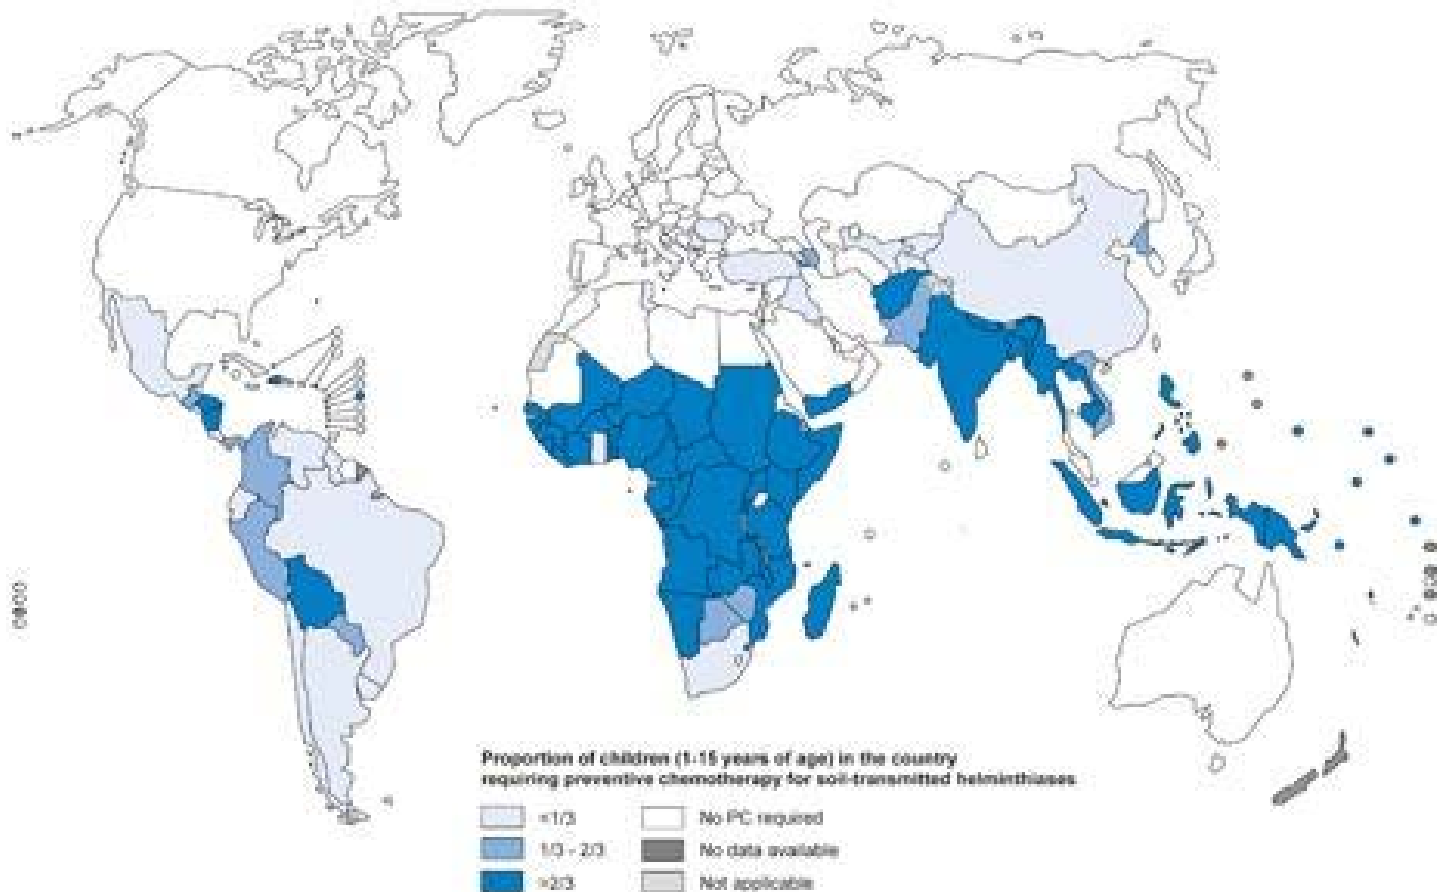 Proportion of children (1-15 years of age) in the country
requiring preventive chemotherapy for soil-transmitted helminthiases
<1/3
No PC required
1/3 - 2/3
No data available
>2/3
Not applicable